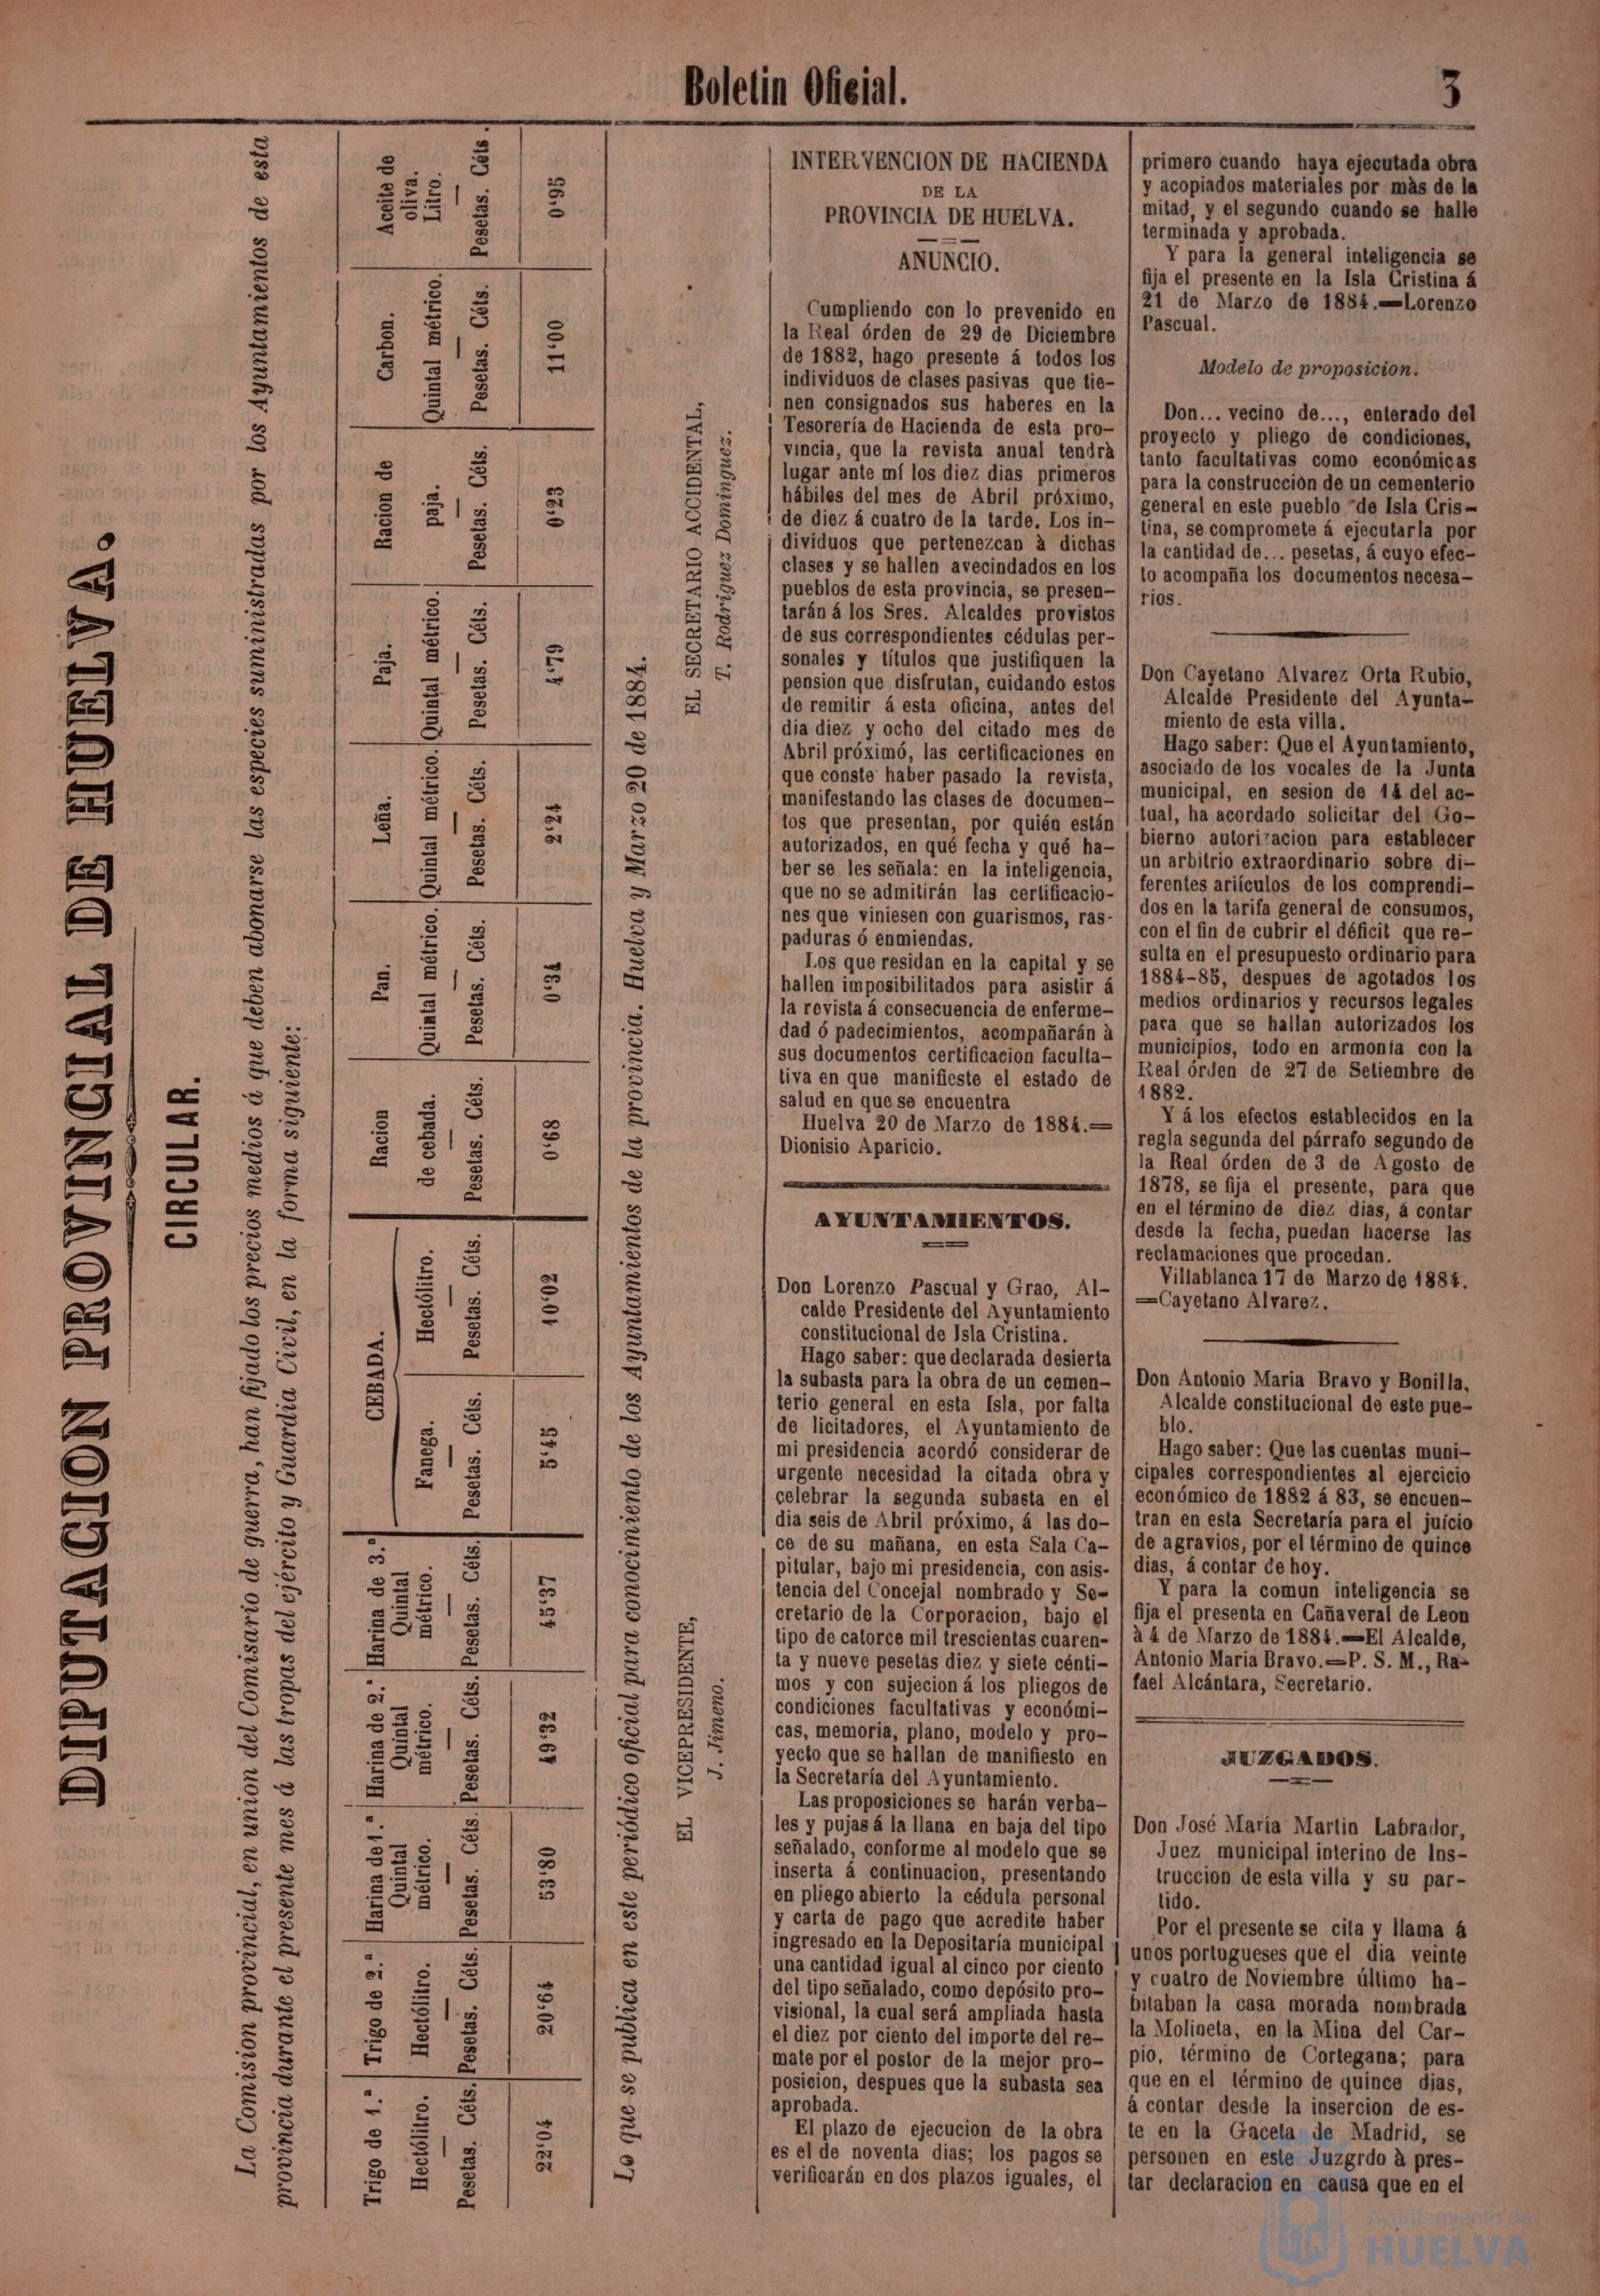 Boletin Oficial.
3
DIPUTACION PROVINCIAL DE HUELVA.
CIRCULAR.
La Comision provincial, en union del Comisario de guerra, han fijado los precios medios á que deben abonarse las especies suministradas por los Ayuntamientos de esta
provincia durante el presente mes á las tropas del ejército y Guardia Civil, en la forma siguiente:
Trigo de 1.ª
Hectólitro.
Pesetas. Céts.
22'04
Trigo de 2.ª
Hectólitro.
Pesetas. Céts.
20'64
Harina de 1.ª
Quintal
métrico.
Pesetas. Céts
53'80
Harina de 2.ª
Quintal
métrico.
Pesetas. Céts.
49'32
Harina de 3.ª
Quintal
métrico.
Pesetas. Céts.
45'37
CEBADA.
Fanega.
Pesetas. Céts.
5'45
Hectólitro.
Pesetas. Céts.
10'02
Racion
de cebada.
Pesetas. Céts.
0'68
Pan.
Quintal métrico.
Pesetas. Céts.
0'34
Leña.
Quintal métrico.
Pesetas. Céts.
2'24
Paja.
Quintal métrico.
Pesetas. Céts.
4'79
Racion de
paja.
Pesetas. Céts.
0'23
Carbon.
Quintal métrico.
Pesetas. Céts.
11'00
Aceite de
oliva.
Litro.
Pesetas. Céts.
0'95
Lo que se publica en este periódico oficial para conocimiento de los Ayuntamientos de la provincia. Huelva y Marzo 20 de 1884.
EL VICEPRESIDENTE,
J. Jimeno.
EL SECRETARIO ACCIDENTAL,
T. Rodriguez Dominguez.
INTERVENCION DE HACIENDA
DE LA
PROVINCIA DE HUELVA.
ANUNCIO.
Cumpliendo con lo prevenido en
la Real órden de 29 de Diciembre
de 1882, hago presente á todos los
individuos de clases pasivas que tie-
nen consignados sus haberes en la
Tesorería de Hacienda de esta pro-
vincia, que la revista anual tendrà
lugar ante mí los diez dias primeros
hábiles del mes de Abril próximo,
de diez á cuatro de la tarde. Los in-
dividuos que pertenezcan à dichas
clases y se hallen avecindados en los
pueblos de esta provincia, se presen-
tarán á los Sres. Alcaldes provistos
de sus correspondientes cédulas per-
sonales y títulos que justifiquen la
pension que disfrutan, cuidando estos
de remitir á esta oficina, antes del
dia diez y ocho del citado mes de
Abril próximó, las certificaciones en
que conste haber pasado la revista,
manifestando las clases de documen-
tos que presentan, por quién están
autorizados, en qué fecha y qué ha-
ber se les señala: en la inteligencia,
que no se admitirán las certificacio-
nes que viniesen con guarismos, ras-
paduras ó enmiendas.
Los que residan en la capital y se
hallen imposibilitados para asistir á
la revista á consecuencia de enferme-
dad ó padecimientos, acompañarán à
sus documentos certificacion faculta-
tiva en que manifieste el estado de
salud en que se encuentra
Huelva 20 de Marzo de 1884.=
Dionisio Aparicio.
AYUNTAMIENTOS.
Don Lorenzo Pascual y Grao, Al-
calde Presidente del Ayuntamiento
constitucional de Isla Cristina.
Hago saber: que declarada desierta
la subasta para la obra de un cemen-
terio general en esta Isla, por falta
de licitadores, el Ayuntamiento de
mi presidencia acordó considerar de
urgente necesidad la citada obra y
celebrar la segunda subasta en el
dia seis de Abril próximo, á las do-
ce de su mañana, en esta Sala Ca-
pitular, bajo mi presidencia, con asis-
tencia del Concejal nombrado y Se-
cretario de la Corporacion, bajo el
tipo de catorce mil trescientas cuaren-
ta y nueve pesetas diez y siete cénti-
mos y con sujecion á los pliegos de
condiciones facultativas y económi-
cas, memoria, plano, modelo y pro-
yecto que se hallan de manifiesto en
la Secretaría del Ayuntamiento.
Las proposiciones se harán verba-
les y pujas á la llana en baja del tipo
señalado, conforme al modelo que se
inserta á continuacion, presentando
en pliego abierto la cédula personal
y carta de pago que acredite haber
ingresado en la Depositaría municipal
una cantidad igual al cinco por ciento
del tipo señalado, como depósito pro-
visional, la cual será ampliada hasta
el diez por ciento del importe del re-
mate por el postor de la mejor pro-
posicion, despues que la subasta sea
aprobada.
El plazo de ejecucion de la obra
es el de noventa dias; los pagos se
verificarán en dos plazos iguales, el
primero cuando haya ejecutada obra
y acopiados materiales por màs de la
mitad, y el segundo cuando se halle
terminada y aprobada.
Y para la general inteligencia se
fija el presente en la Isla Cristina á
21 de Marzo de 1884.=Lorenzo
Pascual.
Modelo de proposicion.
Don... vecino de..., enterado del
proyecto y pliego de condiciones,
tanto facultativas como económicas
para la construcción de un cementerio
general en este pueblo de Isla Cris-
tina, se compromete á ejecutarla por
la cantidad de... pesetas, á cuyo efec-
to acompaña los documentos necesa-
rios.
Don Cayetano Alvarez Orta Rubio,
Alcalde Presidente del Ayunta-
miento de esta villa.
Hago saber: Que el Ayuntamiento,
asociado de los vocales de la Junta
municipal, en sesion de 14 del ac-
tual, ha acordado solicitar del Go-
bierno autorizacion para establecer
un arbitrio extraordinario sobre di-
ferentes ariículos de los comprendi-
dos en la tarifa general de consumos,
con el fin de cubrir el déficit que re-
sulta en el presupuesto ordinario para
1884-85, despues de agotados los
medios ordinarios y recursos legales
para que se hallan autorizados los
municipios, todo en armonía con la
Real órden de 27 de Setiembre de
1882.
Y á los efectos establecidos en la
regla segunda del párrafo segundo de
la Real órden de 3 de Agosto de
1878, se fija el presente, para que
en el término de diez dias, á contar
desde la fecha, puedan hacerse las
reclamaciones que procedan.
Villablanca 17 de Marzo de 1884.
=Cayetano Alvarez.
Don Antonio Maria Bravo y Bonilla,
Alcalde constitucional de este pue-
blo.
Hago saber: Que las cuentas muni-
cipales correspondientes al ejercicio
económico de 1882 á 83, se encuen-
tran en esta Secretaría para el juicio
de agravios, por el término de quince
dias, á contar de hoy.
Y para la comun inteligencia se
fija el presenta en Cañaveral de Leon
à 4 de Marzo de 1884.=El Alcalde,
Antonio Maria Bravo.=P. S. M., Ra-
fael Alcántara, Secretario.
JUZGADOS.
Don José María Martin Labrador,
Juez municipal interino de Ins-
truccion de esta villa y su par-
tido.
Por el presente se cita y llama á
unos portugueses que el dia veinte
y cuatro de Noviembre último ha-
bitaban la casa morada nombrada
la Molineta, en la Mina del Car-
pio, término de Cortegana; para
que en el término de quince dias,
á contar desde la insercion de es-
te en la Gaceta de Madrid, se
personen en este Juzgrdo à pres-
tar declaracion en causa que en el
Ayuntamiento de
HUELVA